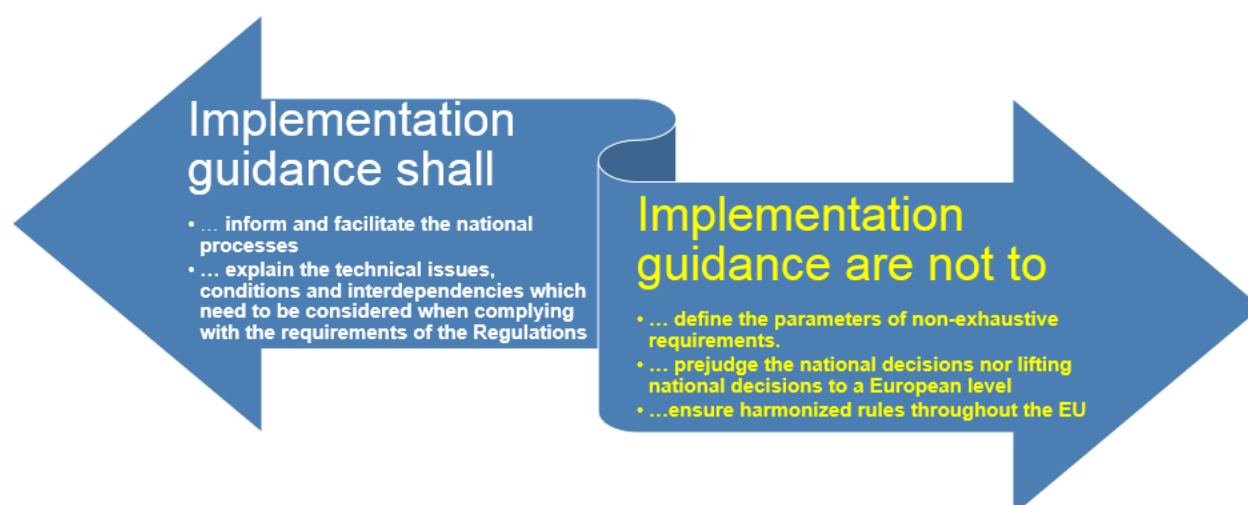 Implementation
guidance shall
• ... inform and facilitate the national
processes
• ... explain the technical issues,
conditions and interdependencies which
need to be considered when complying
with the requirements of the Regulations
Implementation
guidance are not to
• ... define the parameters of non-exhaustive
requirements.
• ... prejudge the national decisions nor lifting
national decisions to a European level
• ...ensure harmonized rules throughout the EU